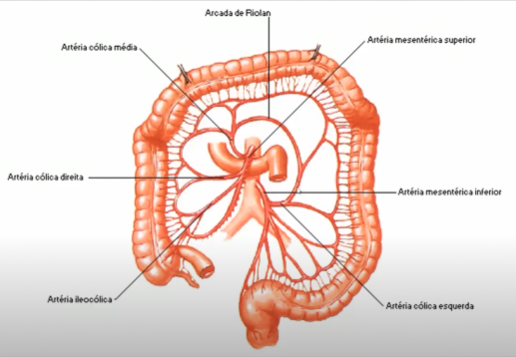 Arcada de Riolan
Artéria cólica média
Artéria mesentérica superior
Artéria cólica direita
Artéria mesentérica inferior
Artéria ileocólica
Artéria cólica esquerda